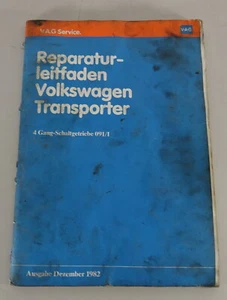 V.A.G Service.
Reparatur-
leitfaden
Volkswagen
Transporter
4 Gang-Schaltgetriebe 091/1
Ausgabe Dezember 1982